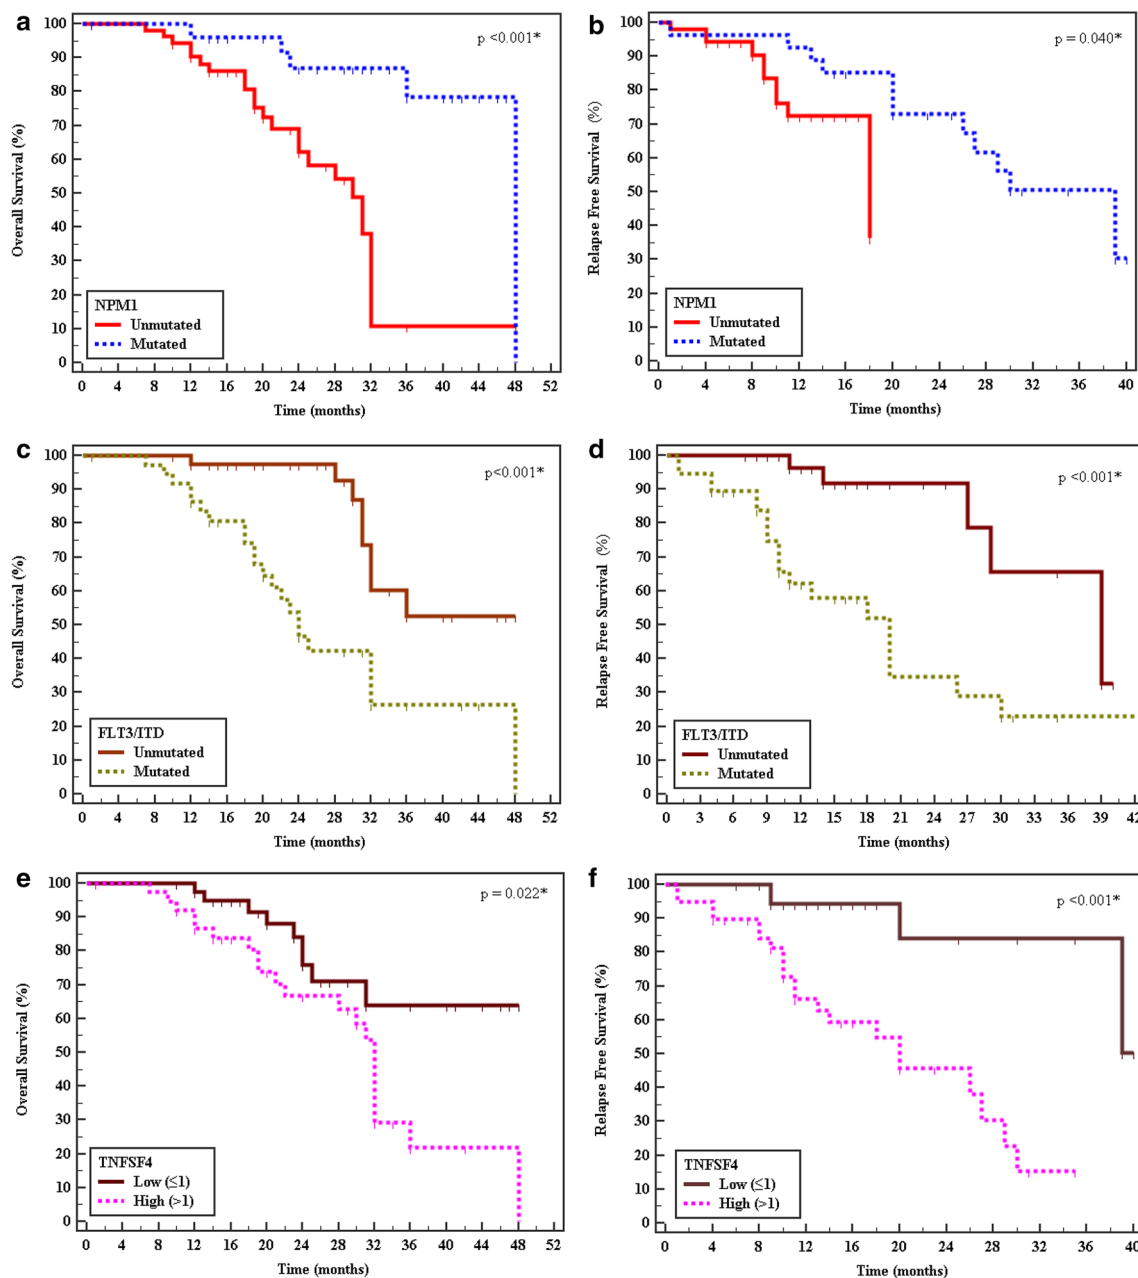 a
p <0.001*
Overall Survival (%)
100
90
80
70
60
50
40
30
20
10
0
NPM1
Unmutated
Mutated
0 4 8 12 16 20 24 28 32 36 40 44 48 52
Time (months)
b
p = 0.040*
Relapse Free Survival (%)
100
90
80
70
60
50
40
30
20
10
0
NPM1
Unmutated
Mutated
0 4 8 12 16 20 24 28 32 36 40
Time (months)
c
p<0.001*
Overall Survival (%)
100
90
80
70
60
50
40
30
20
10
0
FLT3/ITD
Unmutated
Mutated
0 4 8 12 16 20 24 28 32 36 40 44 48 52
Time (months)
d
p <0.001*
Relapse Free Survival (%)
100
90
80
70
60
50
40
30
20
10
0
FLT3/ITD
Unmutated
Mutated
0 3 6 9 12 15 18 21 24 27 30 33 36 39 42
Time (months)
e
p = 0.022*
Overall Survival (%)
100
90
80
70
60
50
40
30
20
10
0
TNFSF4
Low (≤1)
High (>1)
0 4 8 12 16 20 24 28 32 36 40 44 48 52
Time (months)
f
p <0.001*
Relapse Free Survival (%)
100
90
80
70
60
50
40
30
20
10
0
TNFSF4
Low (≤1)
High (>1)
0 4 8 12 16 20 24 28 32 36 40
Time (months)